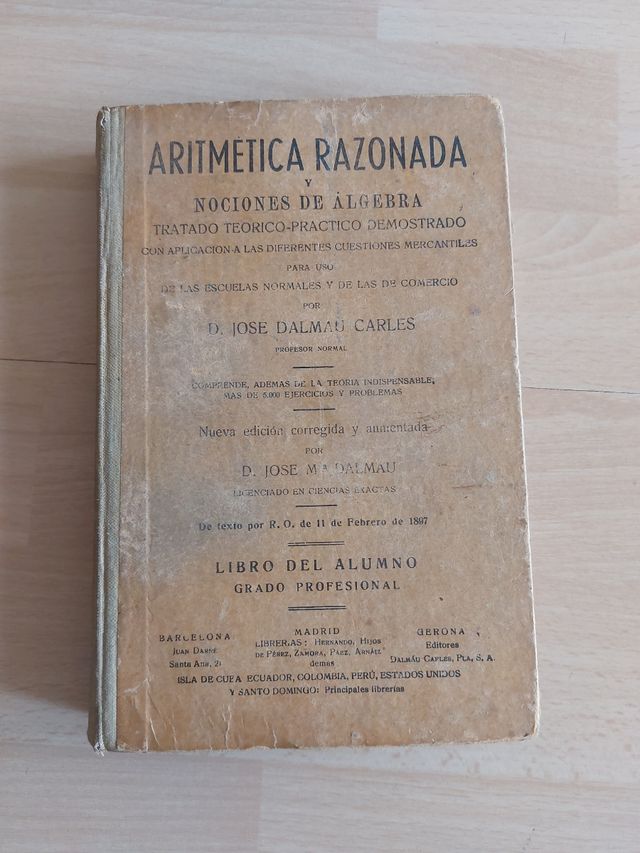 ARITMÉTICA RAZONADA
Y
NOCIONES DE ÁLGEBRA
TRATADO TEORICO-PRACTICO DEMOSTRADO
CON APLICACION A LAS DIFERENTES CUESTIONES MERCANTILES
PARA USO
DE LAS ESCUELAS NORMALES Y DE LAS DE COMERCIO
POR
D. JOSE DALMAU CARLES
PROFESOR NORMAL
COMPRENDE, ADEMAS DE LA TEORIA INDISPENSABLE,
MAS DE 5.000 EJERCICIOS Y PROBLEMAS
Nueva edición corregida y aumentada
POR
D. JOSE Mª DALMAU
LICENCIADO EN CIENCIAS EXACTAS
De texto por R. O. de 11 de Febrero de 1897
LIBRO DEL ALUMNO
GRADO PROFESIONAL
BARCELONA
JUAN DARNÉ
Santa Ana, 21
MADRID
LIBRERIAS: HERNANDO, HIJOS
DE PÉREZ, ZAMORA, PÁEZ, ARNÁIZ
demas
GERONA
Editores
DALMÁU CARLES, PLA, S. A.
ISLA DE CUBA ECUADOR, COLOMBIA, PERÚ, ESTADOS UNIDOS
Y SANTO DOMINGO: Principales librerías